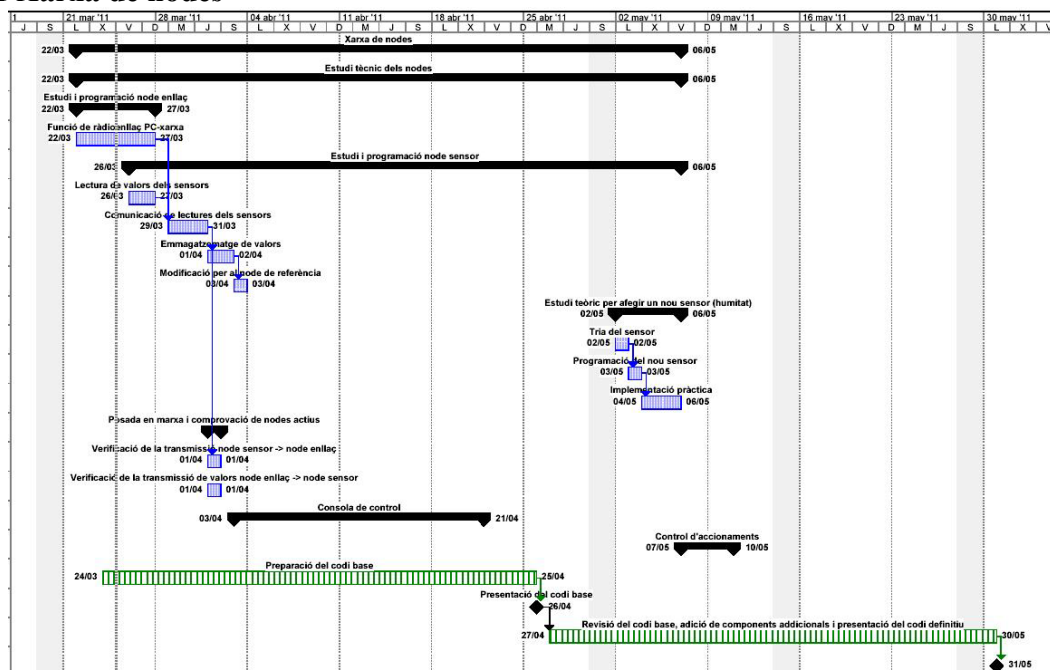 1 21 mar '11 28 mar '11 04 abr '11 11 abr '11 18 abr '11 25 abr '11 02 may '11 09 may '11 16 may '11 23 may '11 30 may '11
J S L X V D M J S L X V D M J S L X V D M J S L X V D M J S L X V
Xarxa de nodes
22/03 06/05
Estudi tècnic dels nodes
22/03 06/05
Estudi i programació node enllaç
22/03 27/03
Funció de ràdioenllaç PC-xarxa
22/03 27/03
Estudi i programació node sensor
26/03 06/05
Lectura de valors dels sensors
26/03 27/03
Comunicació de lectures dels sensors
29/03 31/03
Emmagatzematge de valors
01/04 02/04
Modificació per al node de referència
03/04 03/04
Estudi teòric per afegir un nou sensor (humitat)
02/05 06/05
Tria del sensor
02/05 02/05
Programació del nou sensor
03/05 03/05
Implementació pràctica
04/05 06/05
Posada en marxa i comprovació de nodes actius
Verificació de la transmissió node sensor -> node enllaç
01/04 01/04
Verificació de la transmissió de valors node enllaç -> node sensor
01/04 01/04
Consola de control
03/04 21/04
Control d'accionaments
07/05 10/05
Preparació del codi base
24/03 25/04
Presentació del codi base
26/04
Revisió del codi base, adició de components addicionals i presentació del codi definitiu
27/04 30/05
31/05